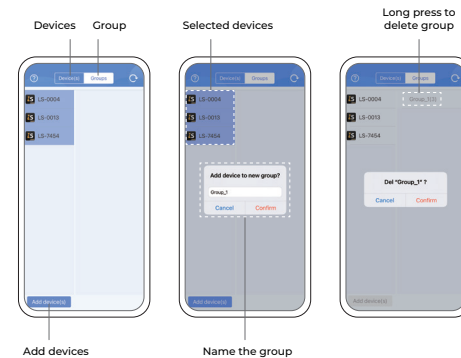 Devices
Group
Selected devices
Long press to
delete group
Device(s)
Groups
LS-0004
LS-0013
LS-7454
Add device(s)
Device(s)
Groups
LS-0004
LS-0013
LS-7454
Add device to new group?
Group_1
Cancel
Confirm
Add device(s)
Device(s)
Groups
LS-0004
Group_1(3)
LS-0013
LS-7454
Del "Group_1" ?
Cancel
Confirm
Add device(s)
Add devices
Name the group